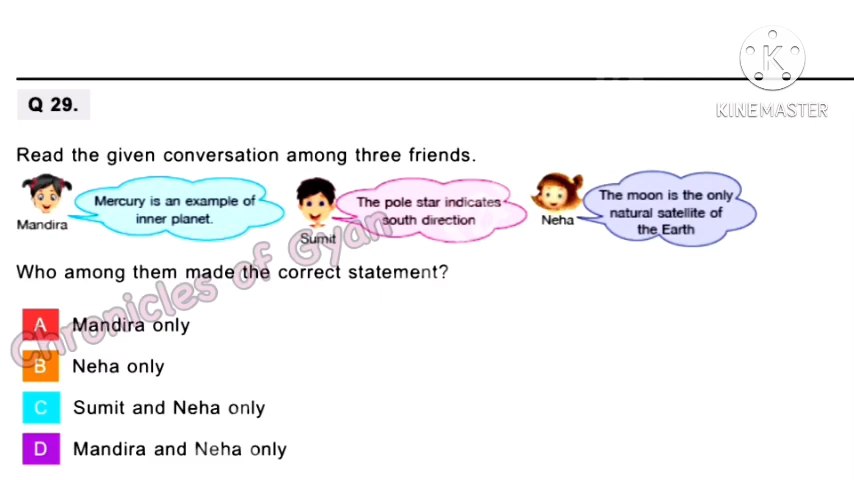 KINEMASTER
Q 29.
Read the given conversation among three friends.
Mercury is an example of
inner planet.
Mandira
The pole star indicates
south direction
Sumit
The moon is the only
natural satellite of
the Earth
Neha
Who among them made the correct statement?
A Mandira only
B Neha only
C Sumit and Neha only
D Mandira and Neha only
Chronicles of Gyan